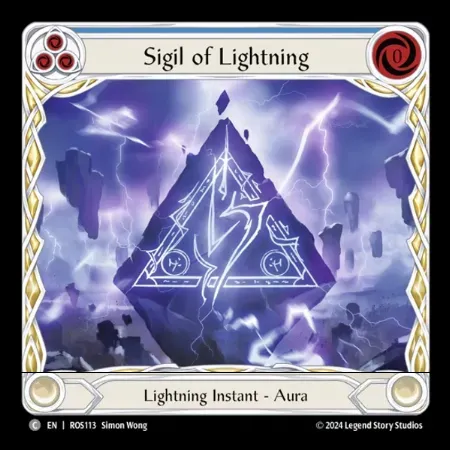 Sigil of Lightning
0
Lightning Instant - Aura
C EN | ROS113 Simon Wong © 2024 Legend Story Studios